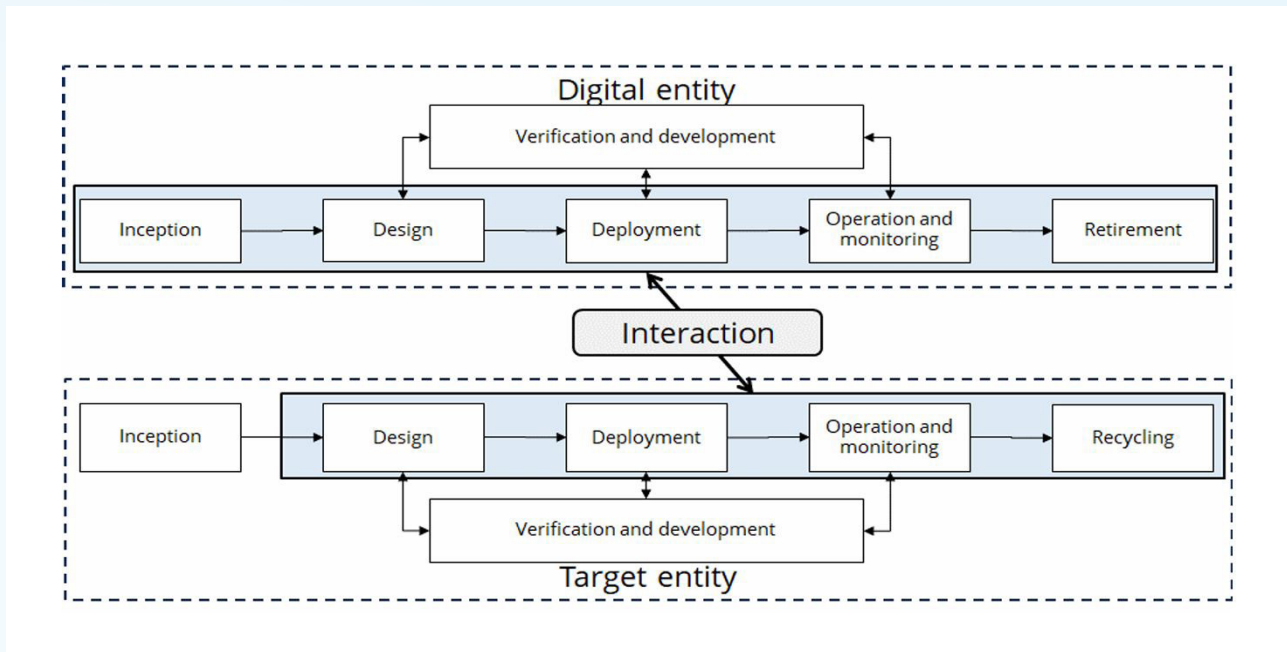 Digital entity
Verification and development
Inception
Design
Deployment
Operation and
monitoring
Retirement
Interaction
Inception
Design
Deployment
Operation and
monitoring
Recycling
Verification and development
Target entity